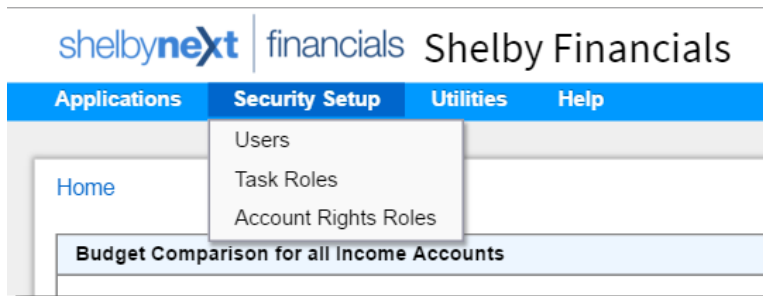 shelbynext financials Shelby Financials
Applications Security Setup Utilities Help
Users
Task Roles
Home
Account Rights Roles
Budget Comparison for all Income Accounts